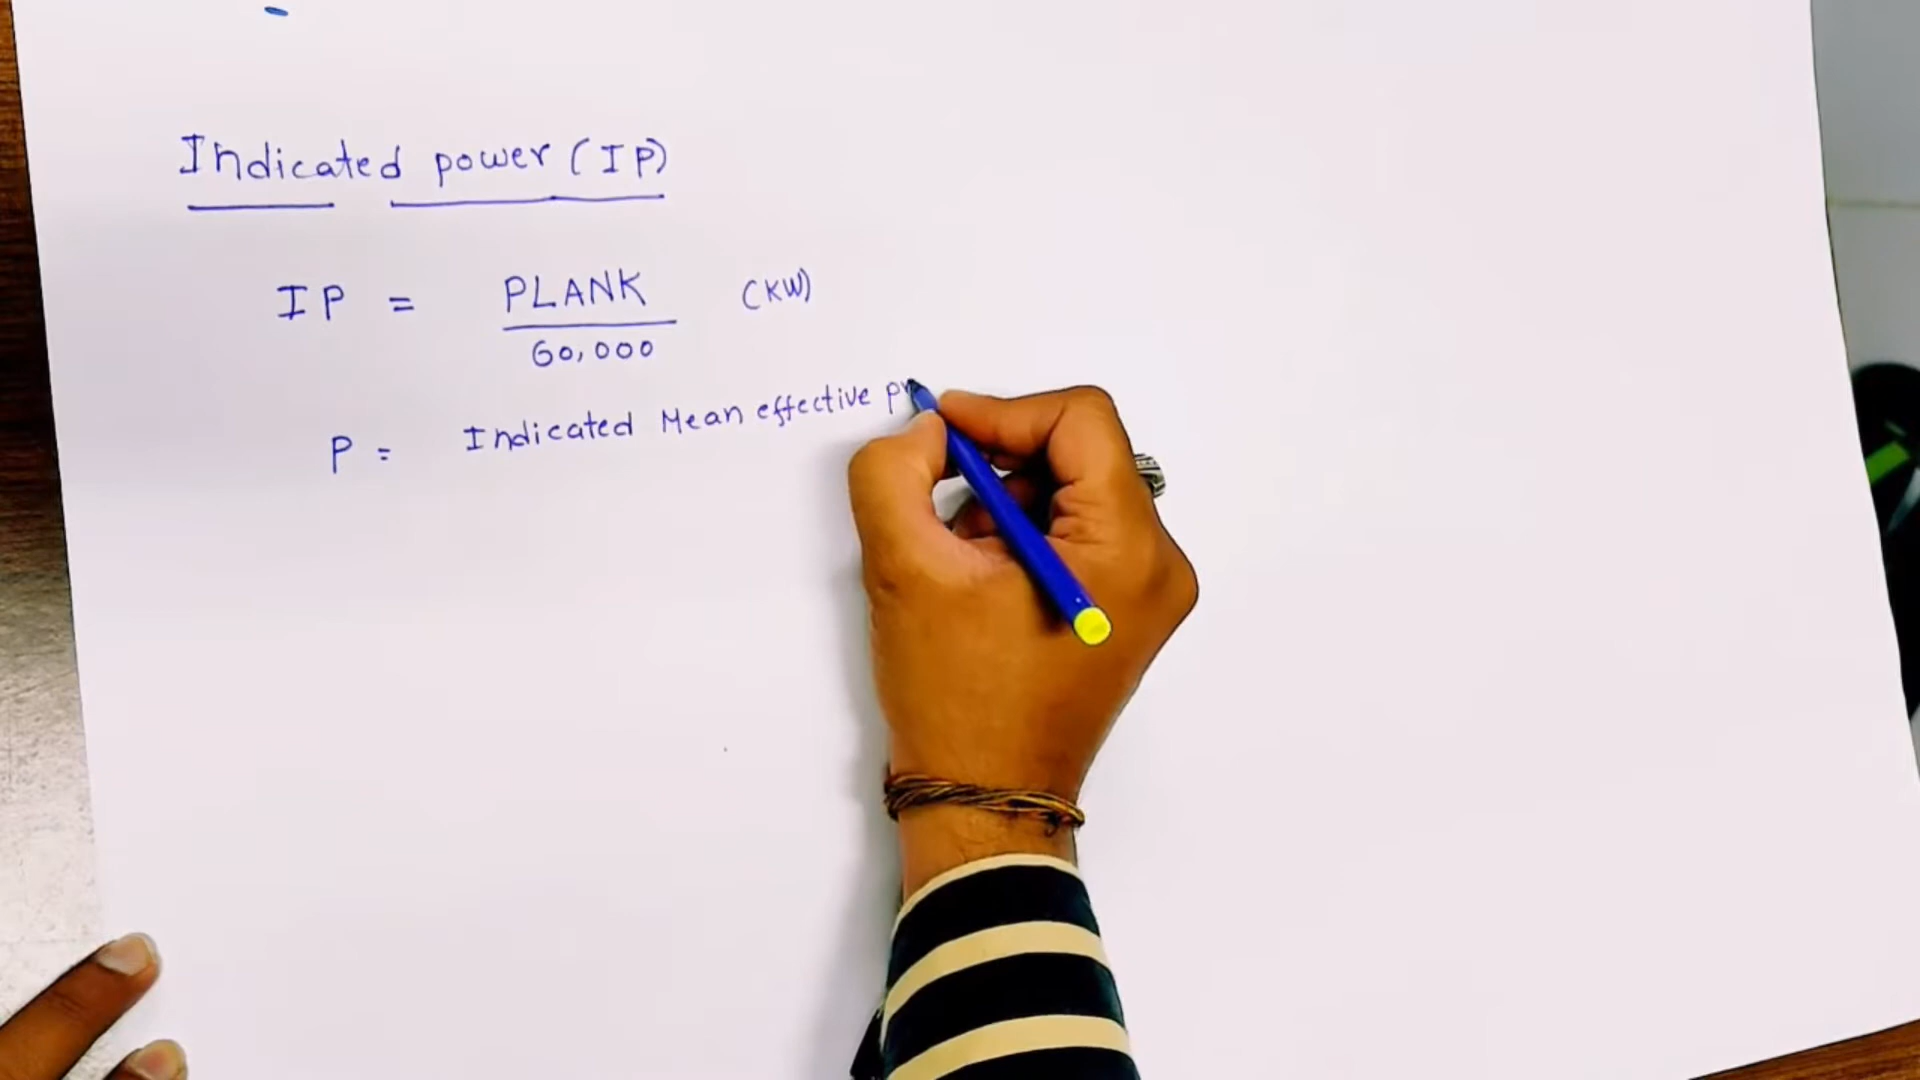 Indicated power (IP)
IP = PLANK (KW)
60,000
P = Indicated Mean effective